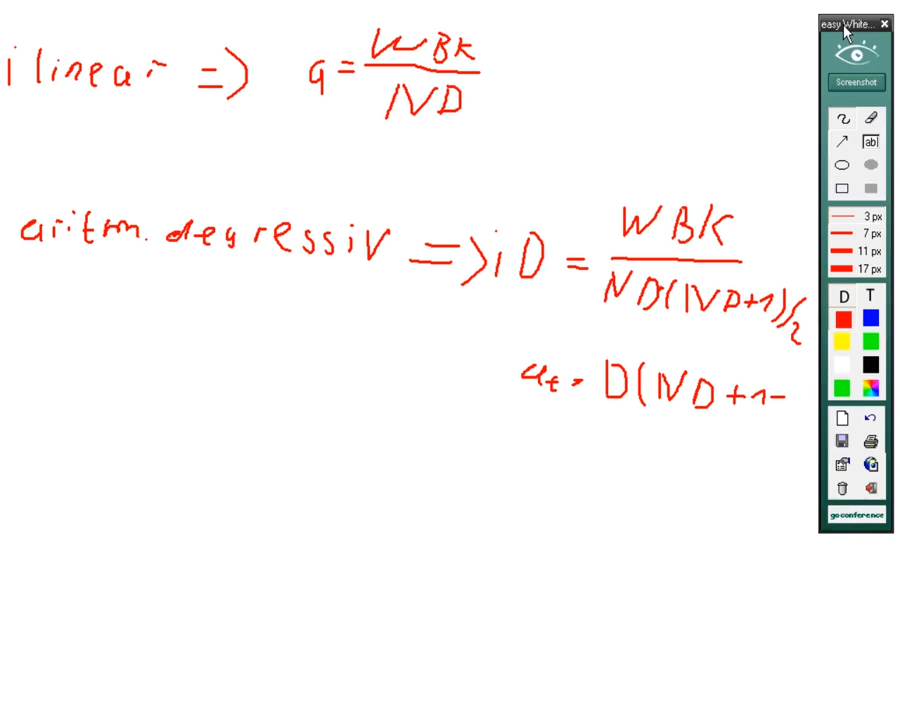 i linear => a = WBK / ND
aritm. degressiv => i D = WBK / ND(ND+1)/2
at = D(ND+1-
easy White...
Screenshot
ab
3 px
7 px
11 px
17 px
D T
goconference